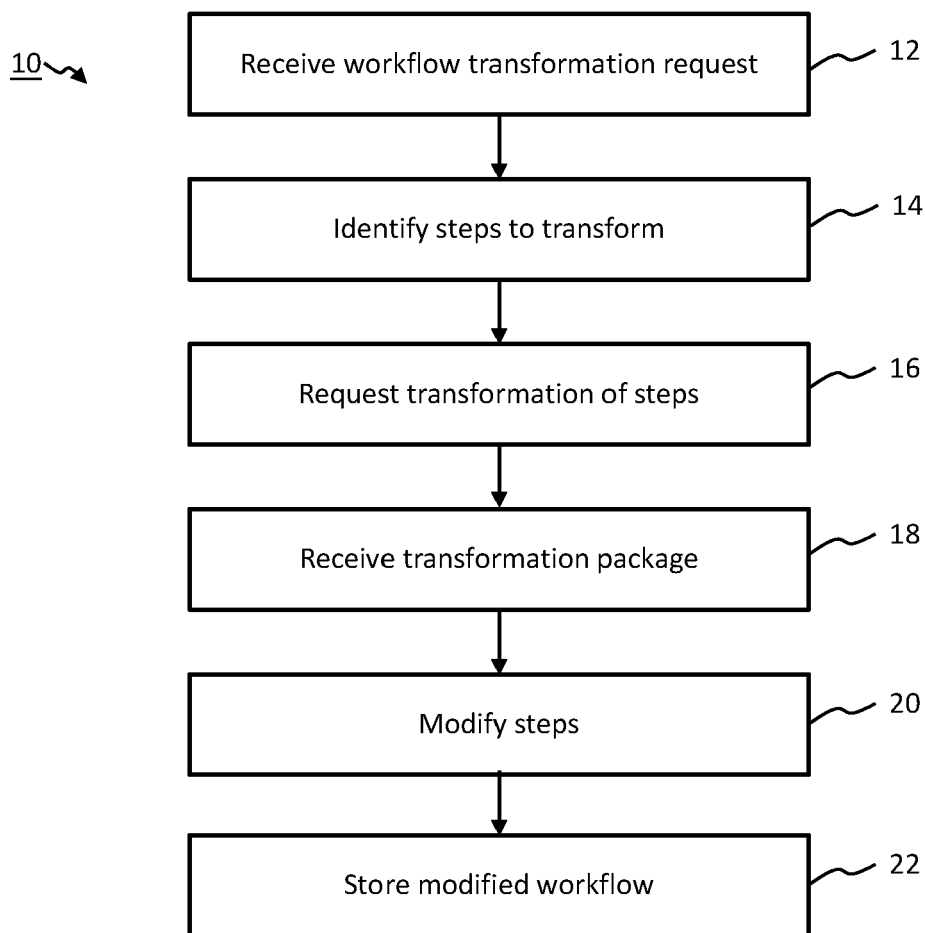 10
Receive workflow transformation request
12
Identify steps to transform
14
Request transformation of steps
16
Receive transformation package
18
Modify steps
20
Store modified workflow
22